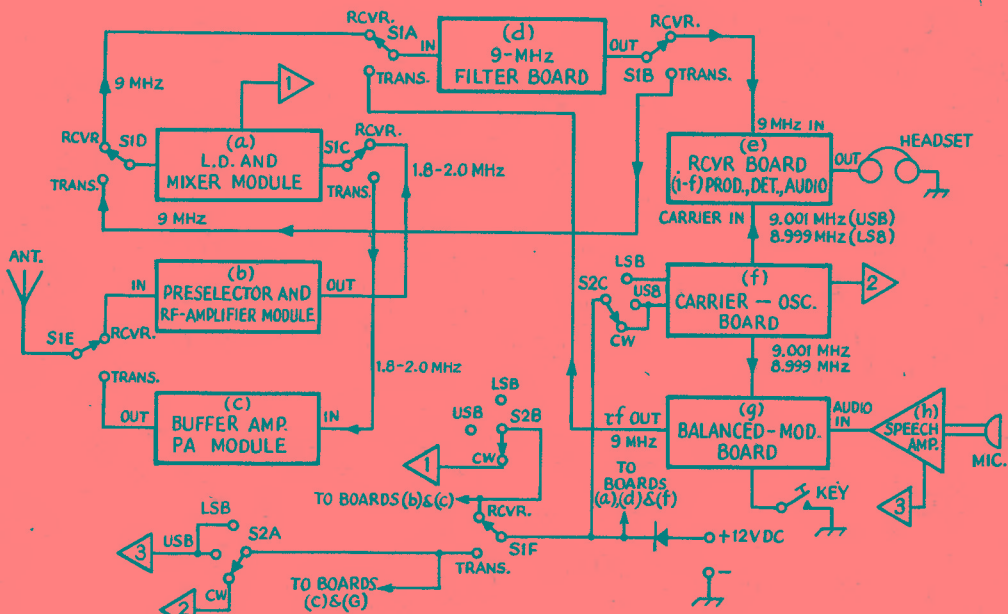 RCVR.
S1A
IN
(d)
9-MHz
FILTER BOARD
OUT
RCVR.
S1B
TRANS.
TRANS.
9 MHz
1
RCVR.
S1D
(a)
L.D. AND
MIXER MODULE
S1C
RCVR.
TRANS.
TRANS.
1.8-2.0 MHz
9 MHz
9 MHz IN
(e)
RCVR BOARD
(i-f) PROD., DET., AUDIO
OUT
HEADSET
CARRIER IN
9.001 MHz (USB)
8.999 MHz (LSB)
ANT.
IN
(b)
PRESELECTOR AND
RF-AMPLIFIER MODULE
OUT
S1E
RCVR.
TRANS.
LSB
S2C
USB
CW
(f)
CARRIER - OSC.
BOARD
2
9.001 MHz
8.999 MHz
1.8-2.0 MHz
OUT
(c)
BUFFER AMP.
PA MODULE
IN
LSB
USB
S2B
CW
1
rf OUT
9 MHz
(g)
BALANCED-MOD.
BOARD
AUDIO
IN
(h)
SPEECH
AMP.
MIC.
3
KEY
TO
BOARDS
(a),(d)&(f)
TO BOARDS (b)&(c)
RCVR.
S1F
TRANS.
+12V DC
-
LSB
3
USB
S2A
CW
2
TO BOARDS
(c)&(G)